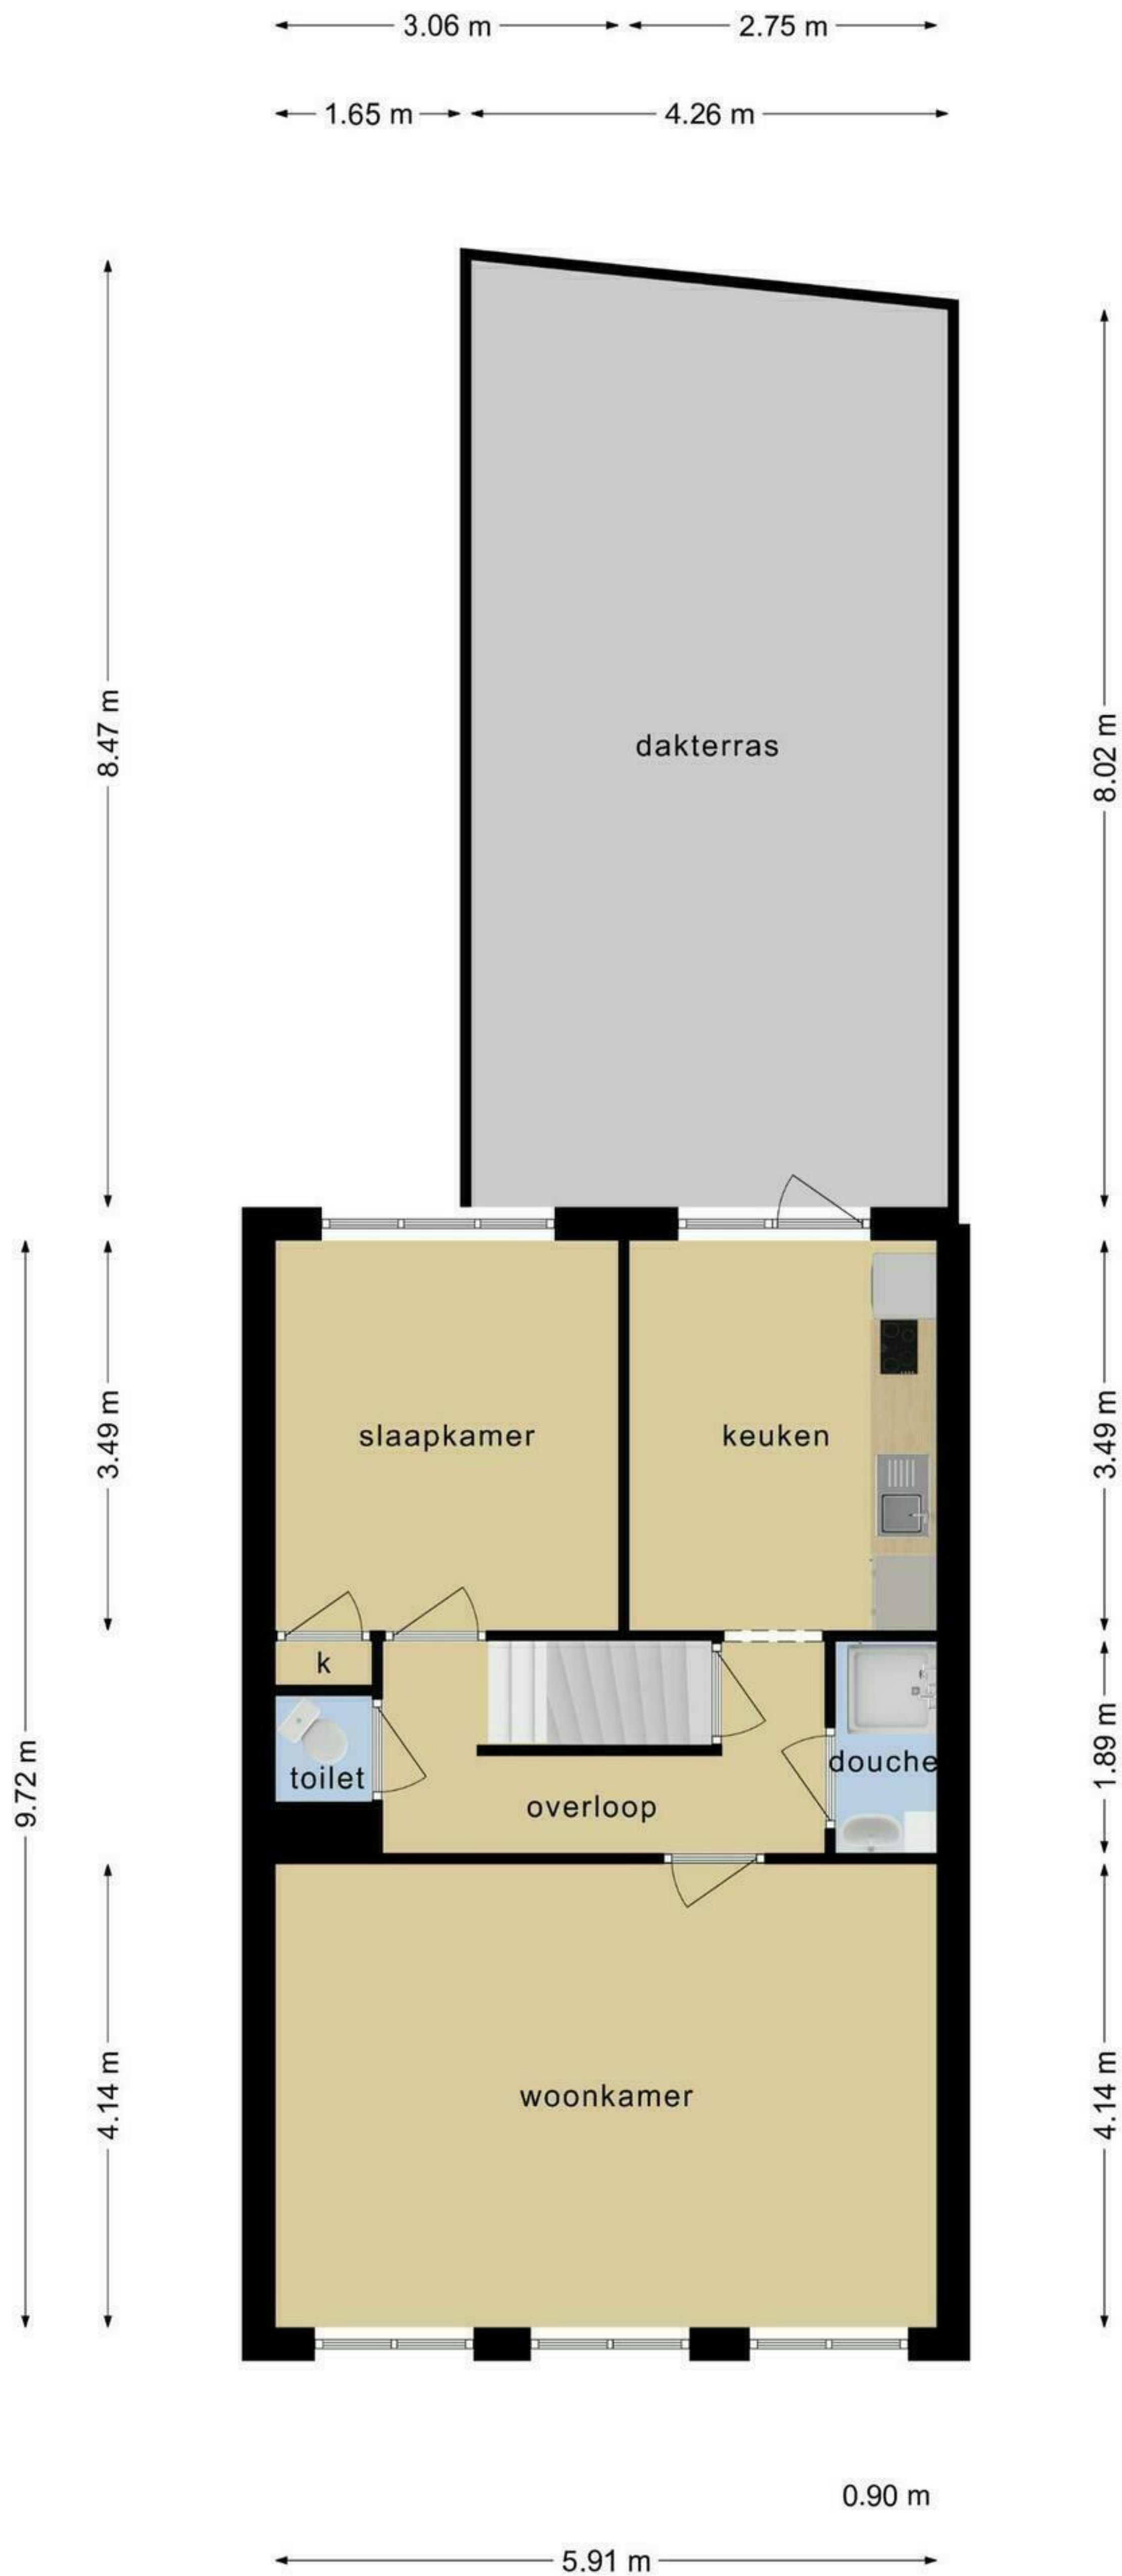 3.06 m 2.75 m
1.65 m 4.26 m
8.47 m
dakterras
8.02 m
3.49 m
slaapkamer
keuken
3.49 m
k
toilet
overloop
douche
1.89 m
9.72 m
4.14 m
woonkamer
4.14 m
0.90 m
5.91 m